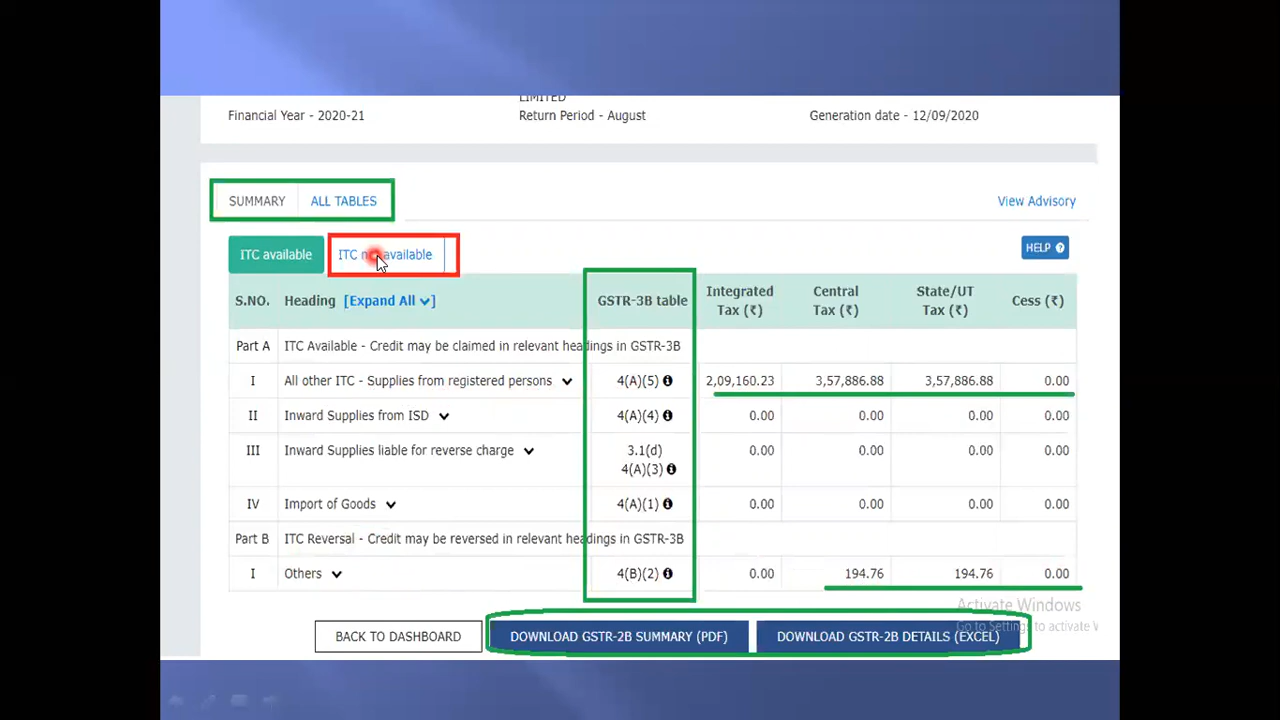 LIMITED
Financial Year - 2020-21 Return Period - August Generation date - 12/09/2020
SUMMARY ALL TABLES View Advisory
ITC available ITC not available HELP
S.NO. Heading [Expand All] GSTR-3B table Integrated Tax (₹) Central Tax (₹) State/UT Tax (₹) Cess (₹)
Part A ITC Available - Credit may be claimed in relevant headings in GSTR-3B
I All other ITC - Supplies from registered persons 4(A)(5) 2,09,160.23 3,57,886.88 3,57,886.88 0.00
II Inward Supplies from ISD 4(A)(4) 0.00 0.00 0.00 0.00
III Inward Supplies liable for reverse charge 3.1(d) 4(A)(3) 0.00 0.00 0.00 0.00
IV Import of Goods 4(A)(1) 0.00 0.00 0.00 0.00
Part B ITC Reversal - Credit may be reversed in relevant headings in GSTR-3B
I Others 4(B)(2) 0.00 194.76 194.76 0.00
Activate Windows
Go to Settings to activate W
BACK TO DASHBOARD DOWNLOAD GSTR-2B SUMMARY (PDF) DOWNLOAD GSTR-2B DETAILS (EXCEL)